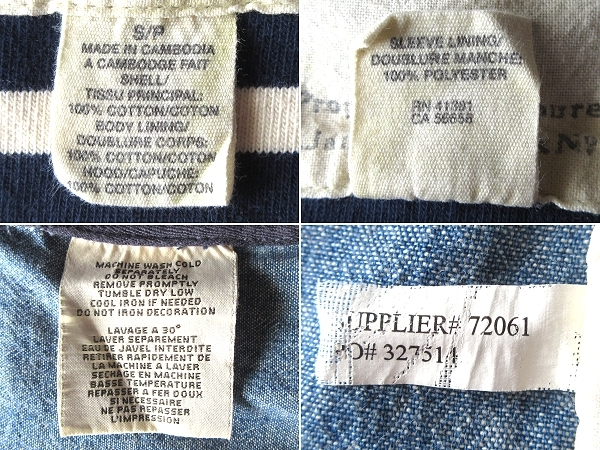 S/P
MADE IN CAMBODIA
A CAMBODGE FAIT
SHELL/
TISSU PRINCIPAL:
100% COTTON/COTON
BODY LINING/
DOUBLURE CORPS:
100% COTTON/COTON
HOOD/CAPUCHE:
100% COTTON/COTON
SLEEVE LINING/
DOUBLURE MANCHE:
100% POLYESTER
RN 41381
CA 56658
MACHINE WASH COLD
SEPARATELY
DO NOT BLEACH
REMOVE PROMPTLY
TUMBLE DRY LOW
COOL IRON IF NEEDED
DO NOT IRON DECORATION
LAVAGE A 30°
LAVER SEPAREMENT
EAU DE JAVEL INTERDITE
RETIRER RAPIDEMENT DE
LA MACHINE A LAVER
SECHAGE EN MACHINE
BASSE TEMPERATURE
REPASSER A FER DOUX
SI NECESSAIRE
NE PAS REPASSER
L'IMPRESSION
UPPLIER# 72061
PO# 327514